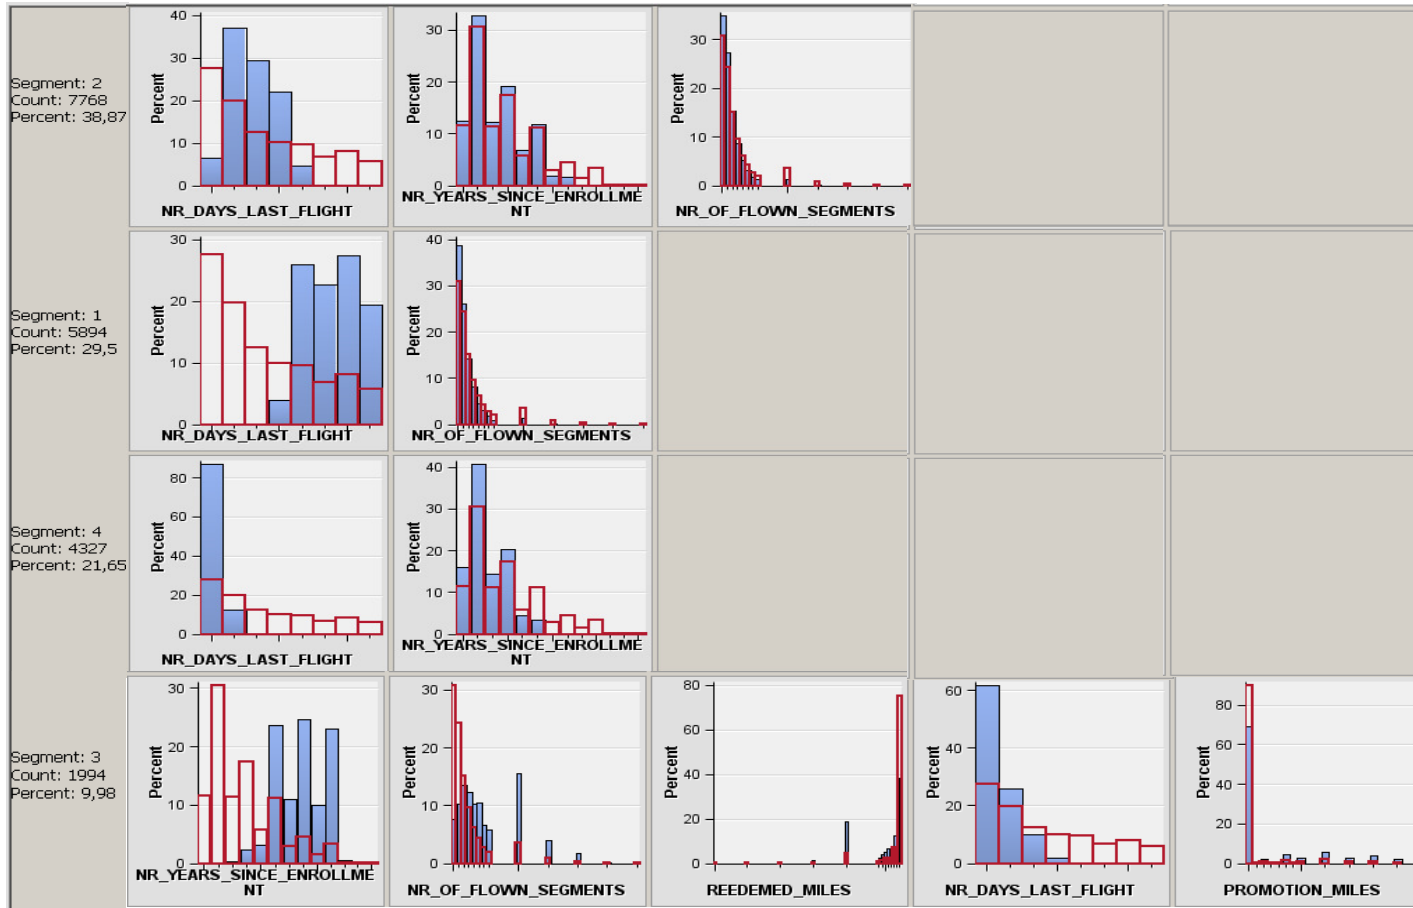 Segment: 2
Count: 7768
Percent: 38,87
40
30
20
10
0
Percent
NR_DAYS_LAST_FLIGHT
30
20
10
0
Percent
NR_YEARS_SINCE_ENROLLME
NT
30
20
10
0
Percent
NR_OF_FLOWN_SEGMENTS
Segment: 1
Count: 5894
Percent: 29,5
30
20
10
0
Percent
NR_DAYS_LAST_FLIGHT
40
30
20
10
0
Percent
NR_OF_FLOWN_SEGMENTS
Segment: 4
Count: 4327
Percent: 21,65
80
60
40
20
0
Percent
NR_DAYS_LAST_FLIGHT
40
30
20
10
0
Percent
NR_YEARS_SINCE_ENROLLME
NT
Segment: 3
Count: 1994
Percent: 9,98
30
20
10
0
Percent
NR_YEARS_SINCE_ENROLLME
NT
30
20
10
0
Percent
NR_OF_FLOWN_SEGMENTS
80
60
40
20
0
Percent
REEDEMED_MILES
60
40
20
0
Percent
NR_DAYS_LAST_FLIGHT
80
60
40
20
0
Percent
PROMOTION_MILES